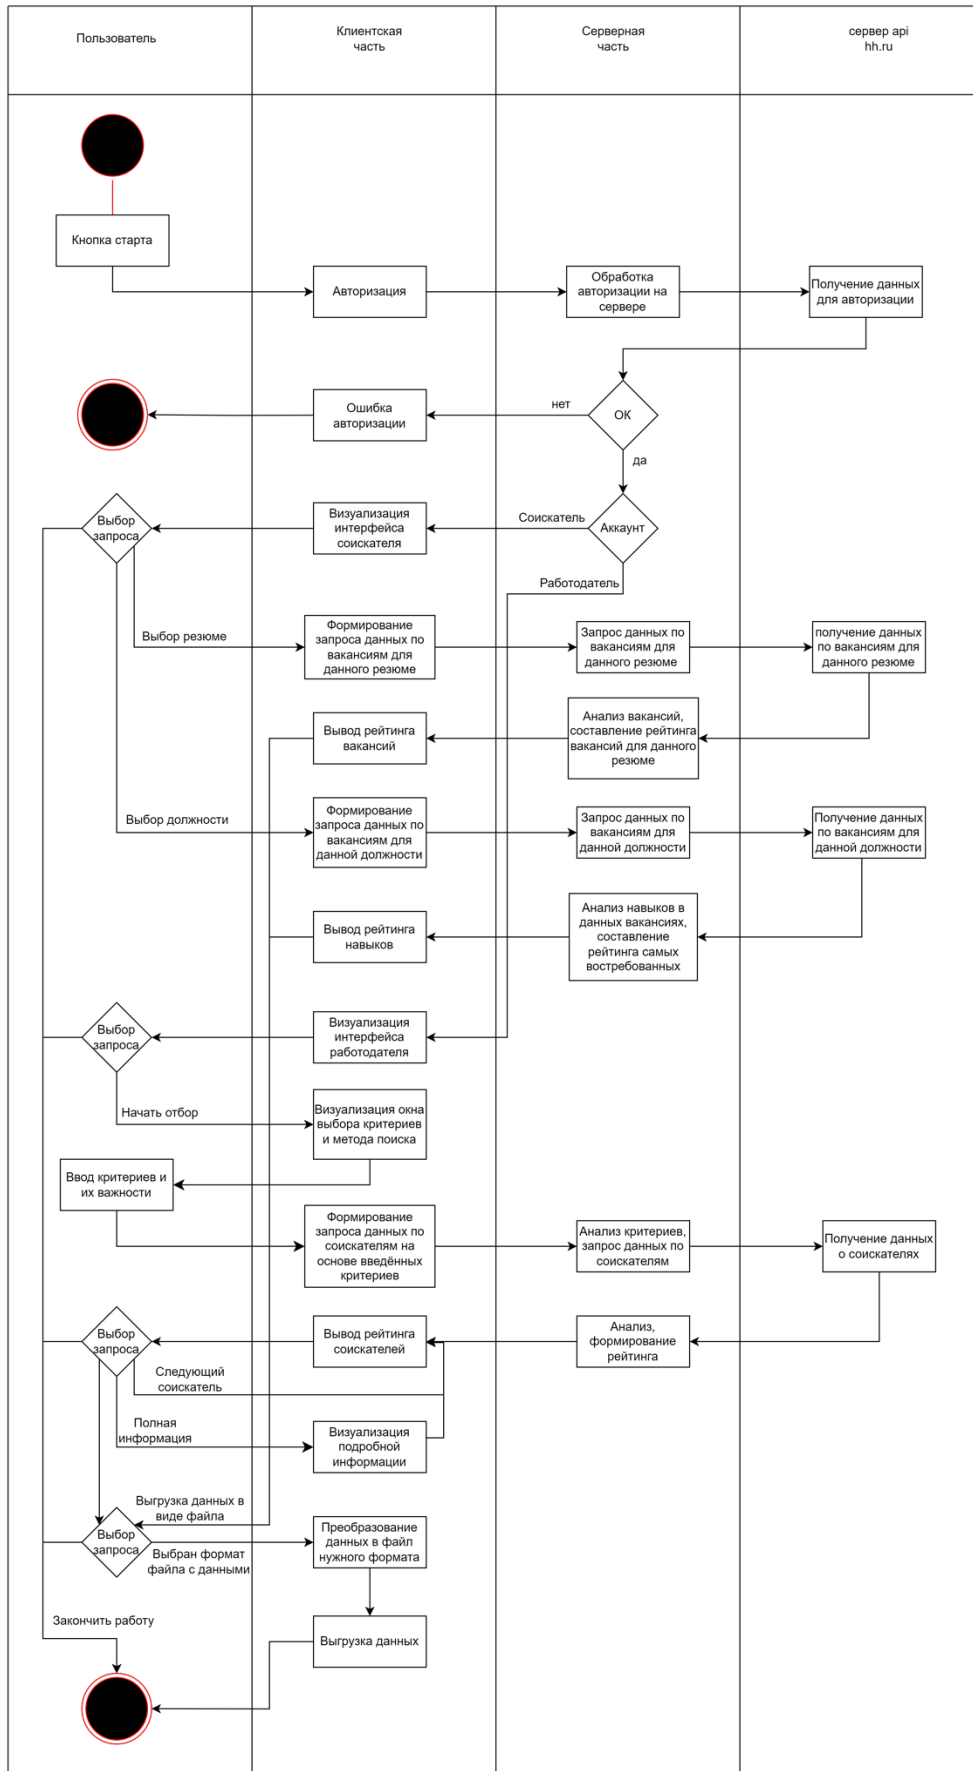 Пользователь
Клиентская
часть
Серверная
часть
сервер api
hh.ru
Кнопка старта
Авторизация
Обработка
авторизации на
сервере
Получение данных
для авторизации
Ошибка
авторизации
нет
ОК
да
Выбор
запроса
Визуализация
интерфейса
соискателя
Соискатель
Аккаунт
Работодатель
Выбор резюме
Формирование
запроса данных по
вакансиям для
данного резюме
Запрос данных по
вакансиям для
данного резюме
получение данных
по вакансиям для
данного резюме
Вывод рейтинга
вакансий
Анализ вакансий,
составление рейтинга
вакансий для данного
резюме
Выбор должности
Формирование
запроса данных по
вакансиям для
данной должности
Запрос данных по
вакансиям для
данной должности
Получение данных
по вакансиям для
данной должности
Вывод рейтинга
навыков
Анализ навыков в
данных вакансиях,
составление
рейтинга самых
востребованных
Выбор
запроса
Визуализация
интерфейса
работодателя
Начать отбор
Визуализация окна
выбора критериев
и метода поиска
Ввод критериев и
их важности
Формирование
запроса данных по
соискателям на
основе введённых
критериев
Анализ критериев,
запрос данных по
соискателям
Получение данных
о соискателях
Выбор
запроса
Вывод рейтинга
соискателей
Анализ,
формирование
рейтинга
Следующий
соискатель
Полная
информация
Визуализация
подробной
информации
Выгрузка данных в
виде файла
Выбор
запроса
Выбран формат
файла с данными
Преобразование
данных в файл
нужного формата
Закончить работу
Выгрузка данных